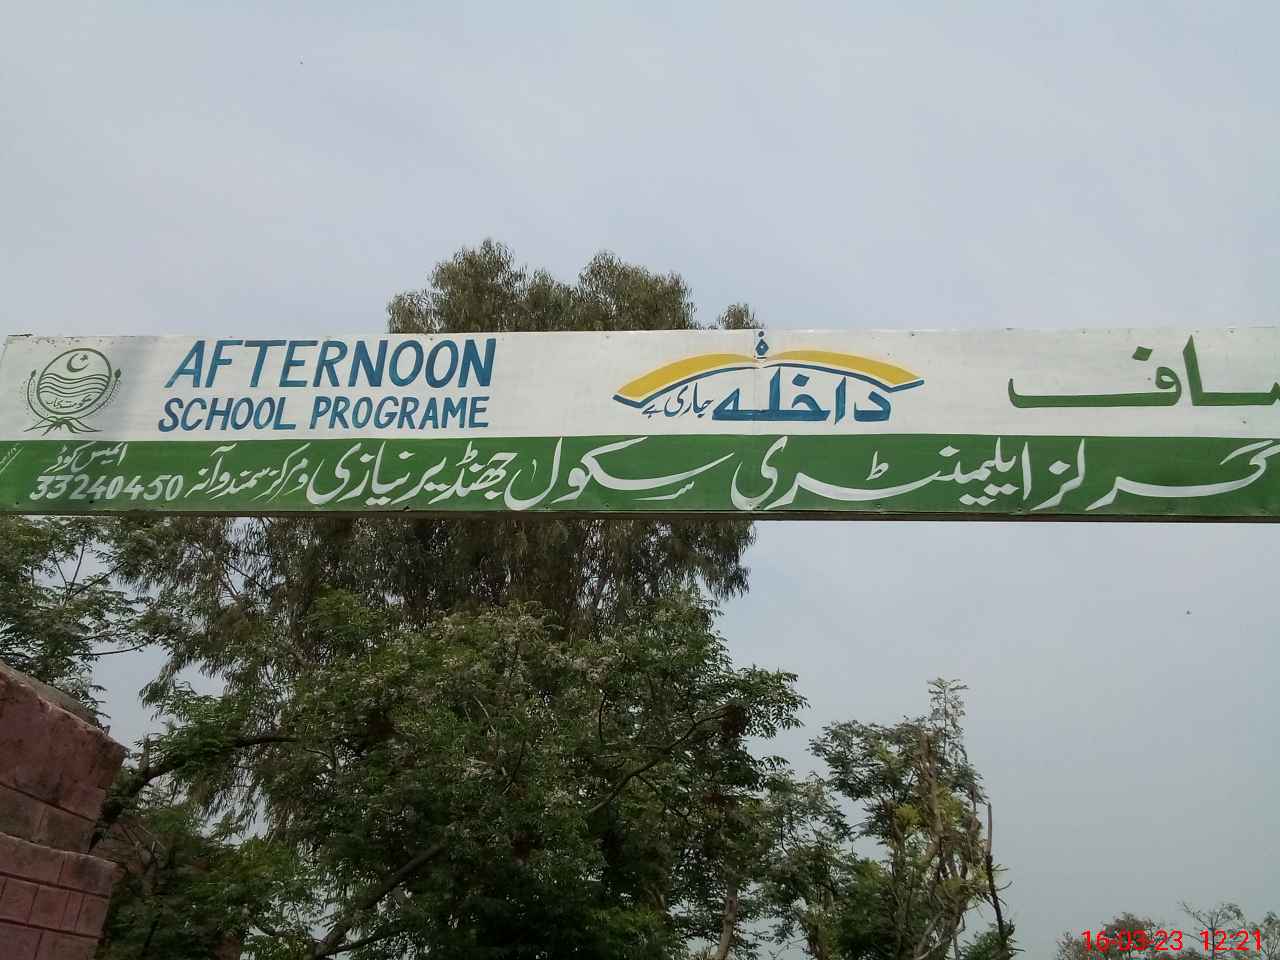 AFTERNOON
SCHOOL PROGRAME
داخلے
جاری ہے
گرلز ایلیمنٹری سکول جھنڈیر نیازی و مرکز سمندوآنہ
ایمس کوڈ
33240450
16-03-23 12:21